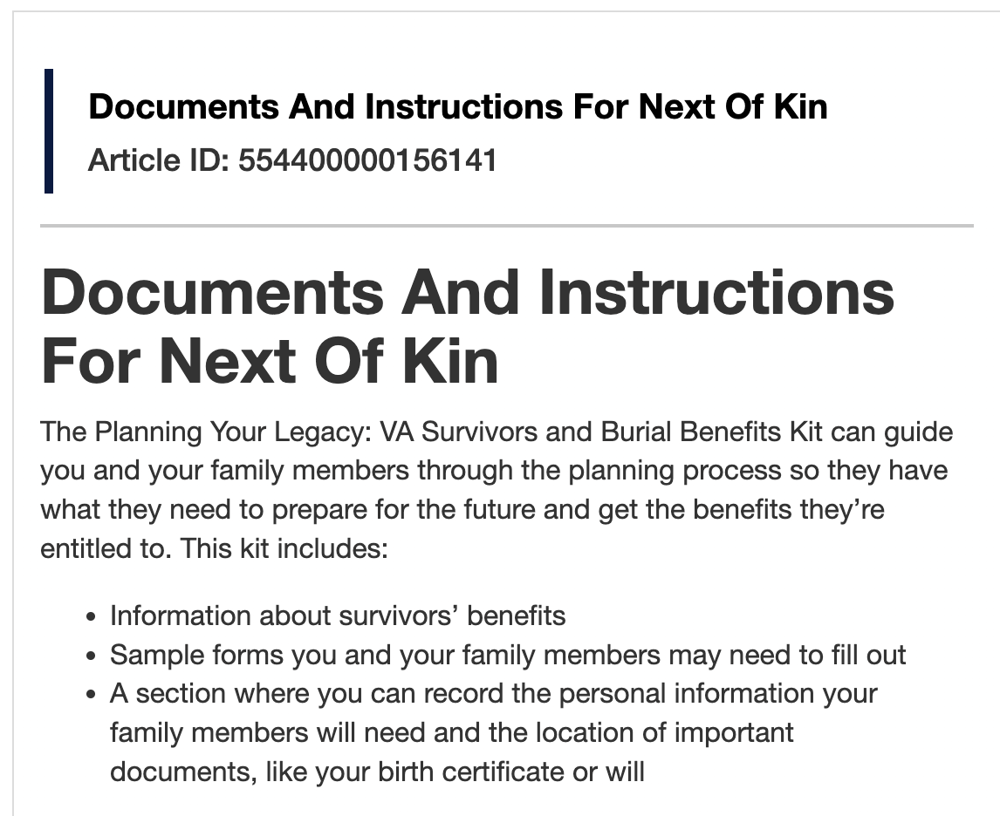 Documents And Instructions For Next Of Kin
Article ID: 554400000156141
Documents And Instructions
For Next Of Kin
The Planning Your Legacy: VA Survivors and Burial Benefits Kit can guide
you and your family members through the planning process so they have
what they need to prepare for the future and get the benefits they’re
entitled to. This kit includes:
• Information about survivors’ benefits
• Sample forms you and your family members may need to fill out
• A section where you can record the personal information your
family members will need and the location of important
documents, like your birth certificate or will